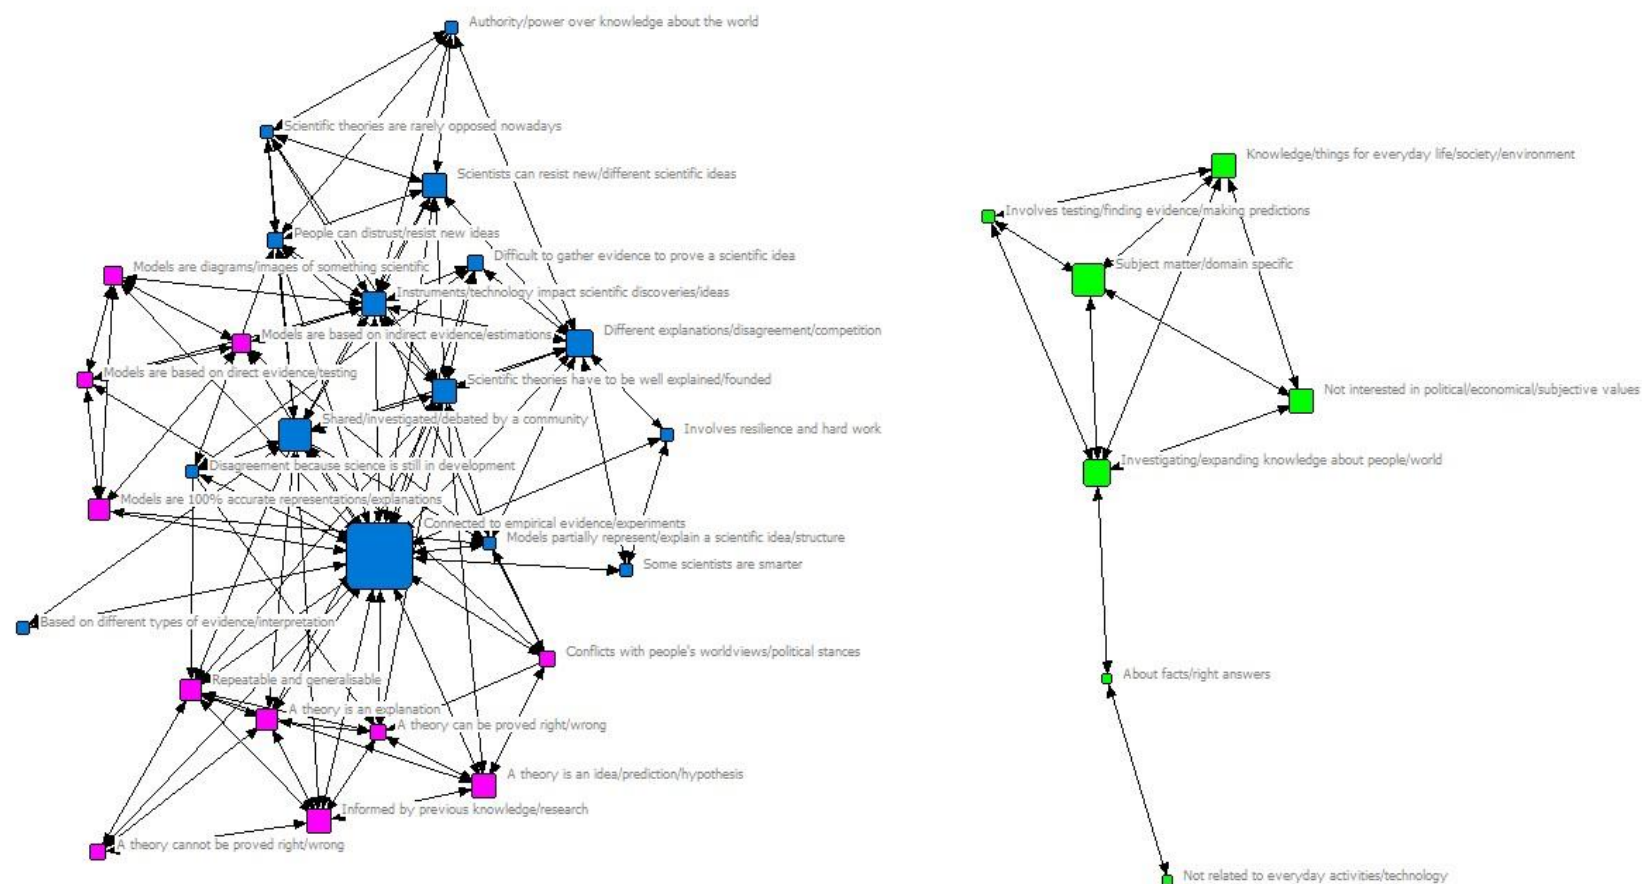 Authority/power over knowledge about the world
Scientific theories are rarely opposed nowadays
Scientists can resist new/different scientific ideas
People can distrust/resist new ideas
Difficult to gather evidence to prove a scientific idea
Models are diagrams/images of something scientific
Instruments/technology impact scientific discoveries/ideas
Models are based on indirect evidence/estimations
Different explanations/disagreement/competition
Models are based on direct evidence/testing
Scientific theories have to be well explained/founded
Shared/investigated/debated by a community
Involves resilience and hard work
Disagreement because science is still in development
Models are 100% accurate representations/explanations
Connected to empirical evidence/experiments
Models partially represent/explain a scientific idea/structure
Some scientists are smarter
Based on different types of evidence/interpretation
Conflicts with people's worldviews/political stances
Repeatable and generalisable
A theory is an explanation
A theory can be proved right/wrong
A theory is an idea/prediction/hypothesis
Informed by previous knowledge/research
A theory cannot be proved right/wrong
Knowledge/things for everyday life/society/environment
Involves testing/finding evidence/making predictions
Subject matter/domain specific
Not interested in political/economical/subjective values
Investigating/expanding knowledge about people/world
About facts/right answers
Not related to everyday activities/technology